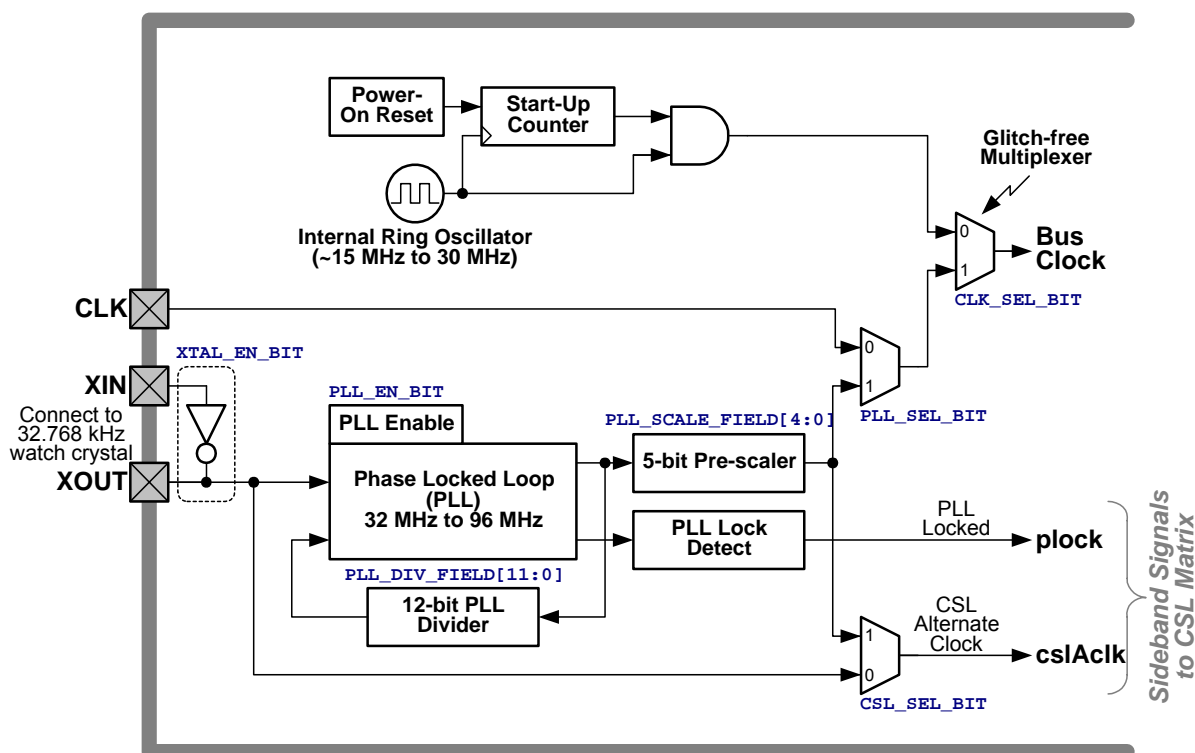 Power-
On Reset
Start-Up
Counter
Glitch-free
Multiplexer
Internal Ring Oscillator
(~15 MHz to 30 MHz)
0
1
Bus
Clock
CLK_SEL_BIT
CLK
XTAL_EN_BIT
0
1
PLL_SEL_BIT
XIN
Connect to
32.768 kHz
watch crystal
XOUT
PLL_EN_BIT
PLL Enable
Phase Locked Loop
(PLL)
32 MHz to 96 MHz
PLL_SCALE_FIELD[4:0]
5-bit Pre-scaler
PLL Lock
Detect
PLL
Locked
plock
PLL_DIV_FIELD[11:0]
12-bit PLL
Divider
1
0
CSL
Alternate
Clock
cslAclk
CSL_SEL_BIT
Sideband Signals
to CSL Matrix